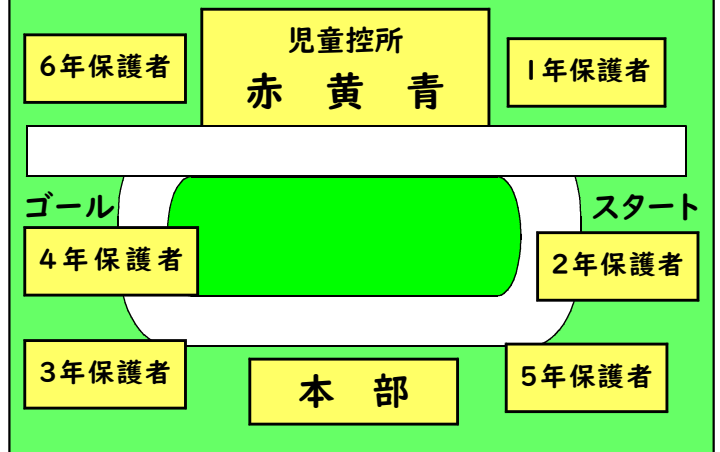 児童控所
6年保護者
赤 黄 青
1年保護者
ゴール
スタート
4年保護者
2年保護者
3年保護者
本 部
5年保護者